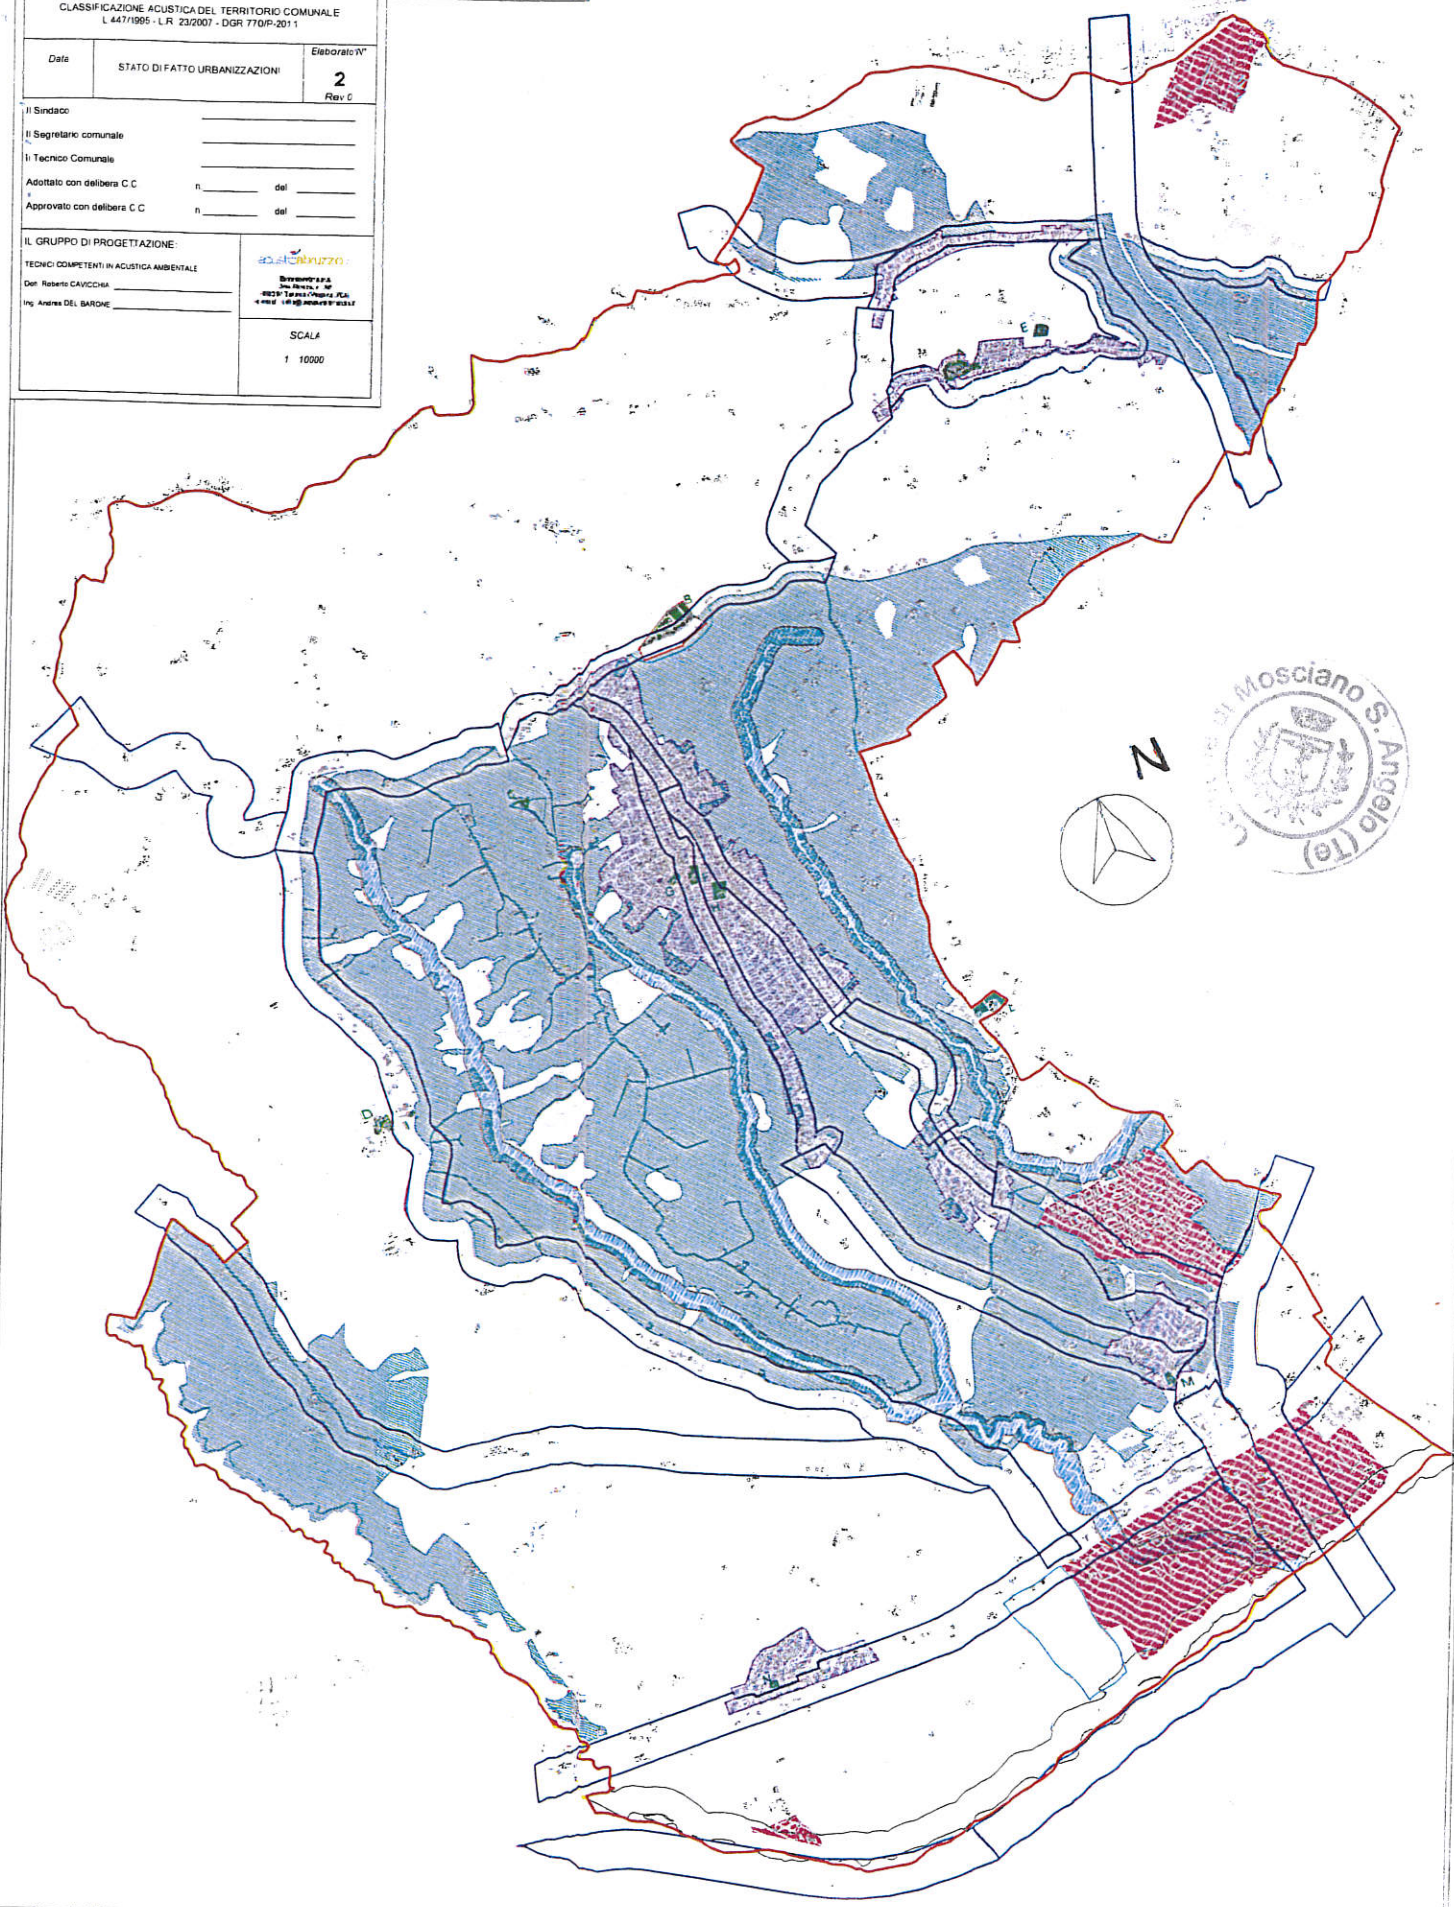 CLASSIFICAZIONE ACUSTICA DEL TERRITORIO COMUNALE
L 447/1995 - L.R 23/2007 - DGR 770/P-2011
Data
STATO DI FATTO URBANIZZAZIONI
Elaborato N°
2
Rev 0
Il Sindaco
Il Segretario comunale
Il Tecnico Comunale
Adottato con delibera C.C n del
Approvato con delibera C.C n del
IL GRUPPO DI PROGETTAZIONE:
TECNICI COMPETENTI IN ACUSTICA AMBIENTALE
Dott. Roberto CAVICCHIA
Ing. Andrea DEL BARONE
SCALA
1 10000
E
B
N
Mosciano S. Angelo (Te)
G
H
D
M